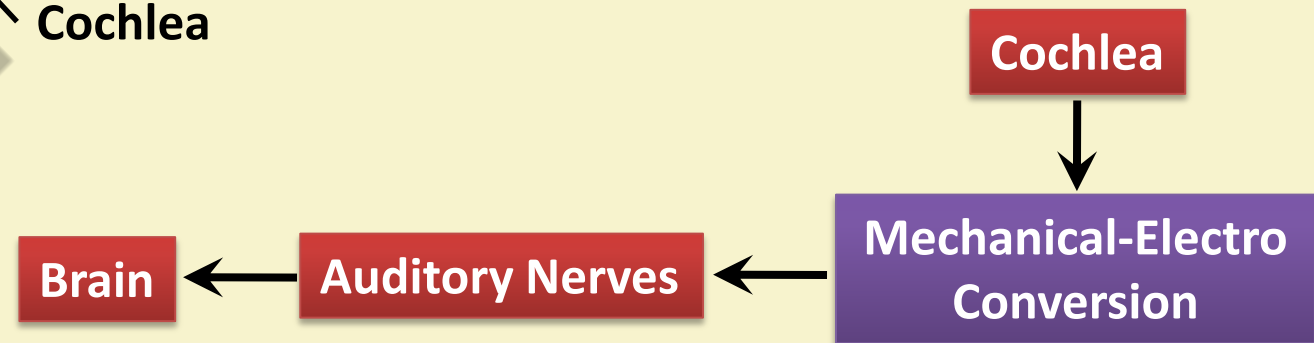 Cochlea
Cochlea
Mechanical-Electro
Conversion
Auditory Nerves
Brain